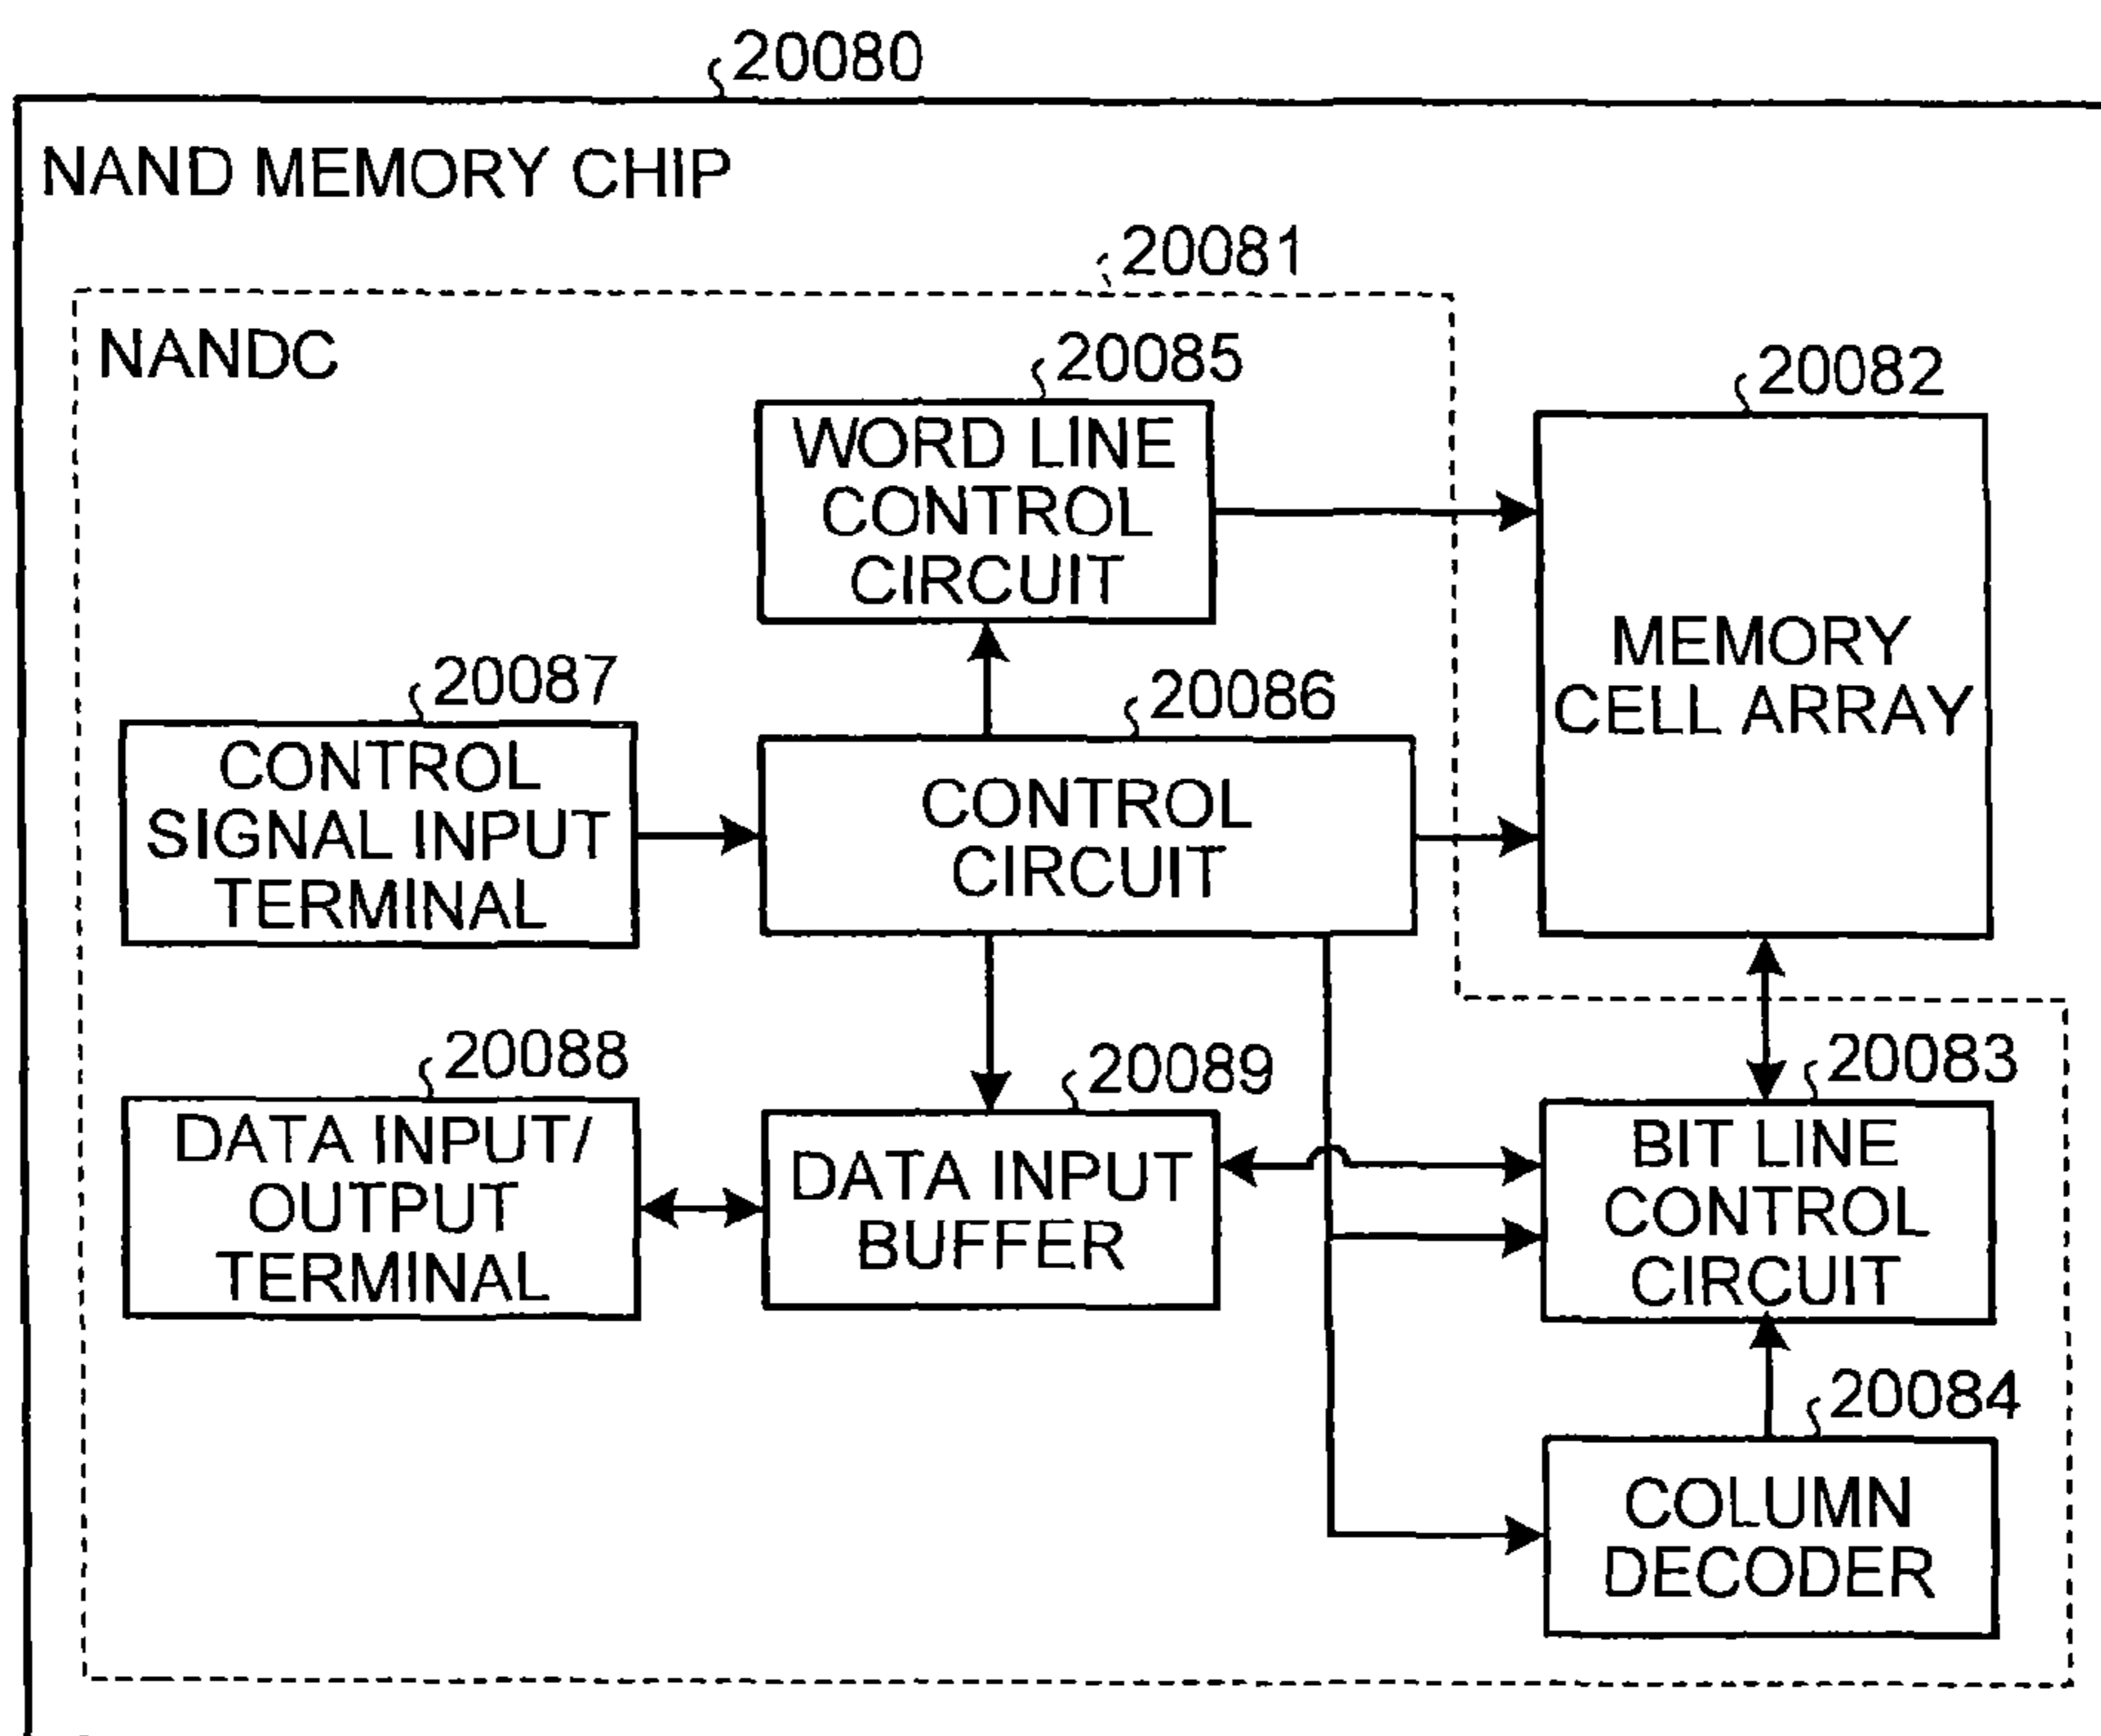 20080
NAND MEMORY CHIP
20081
NANDC
20085
WORD LINE
CONTROL
CIRCUIT
20082
MEMORY
CELL ARRAY
20087
CONTROL
SIGNAL INPUT
TERMINAL
20086
CONTROL
CIRCUIT
20088
DATA INPUT/
OUTPUT
TERMINAL
20089
DATA INPUT
BUFFER
20083
BIT LINE
CONTROL
CIRCUIT
20084
COLUMN
DECODER